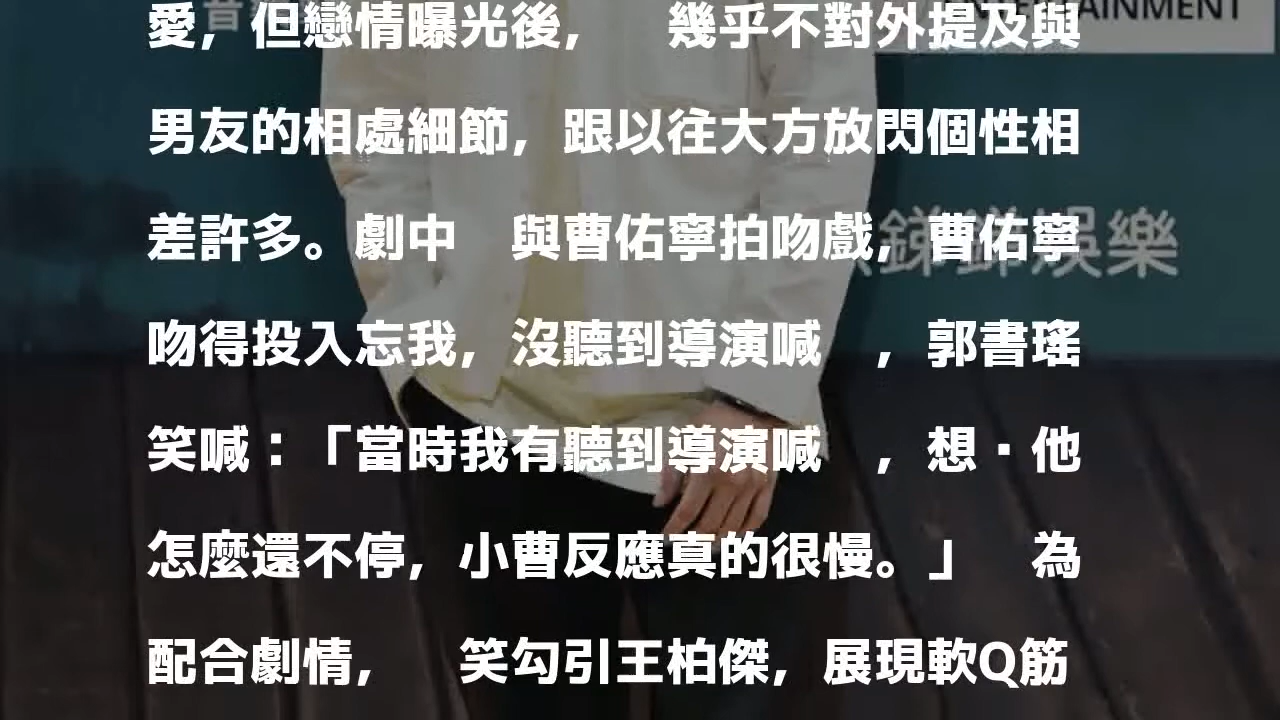 音
ENTERTAINMENT
愛，但戀情曝光後，　幾乎不對外提及與
男友的相處細節，跟以往大方放閃個性相
差許多。劇中　與曹佑寧拍吻戲，曹佑寧
娛樂
吻得投入忘我，沒聽到導演喊　，郭書瑤
笑喊：「當時我有聽到導演喊　，想·他
怎麼還不停，小曹反應真的很慢。」　為
配合劇情，　笑勾引王柏傑，展現軟Q筋